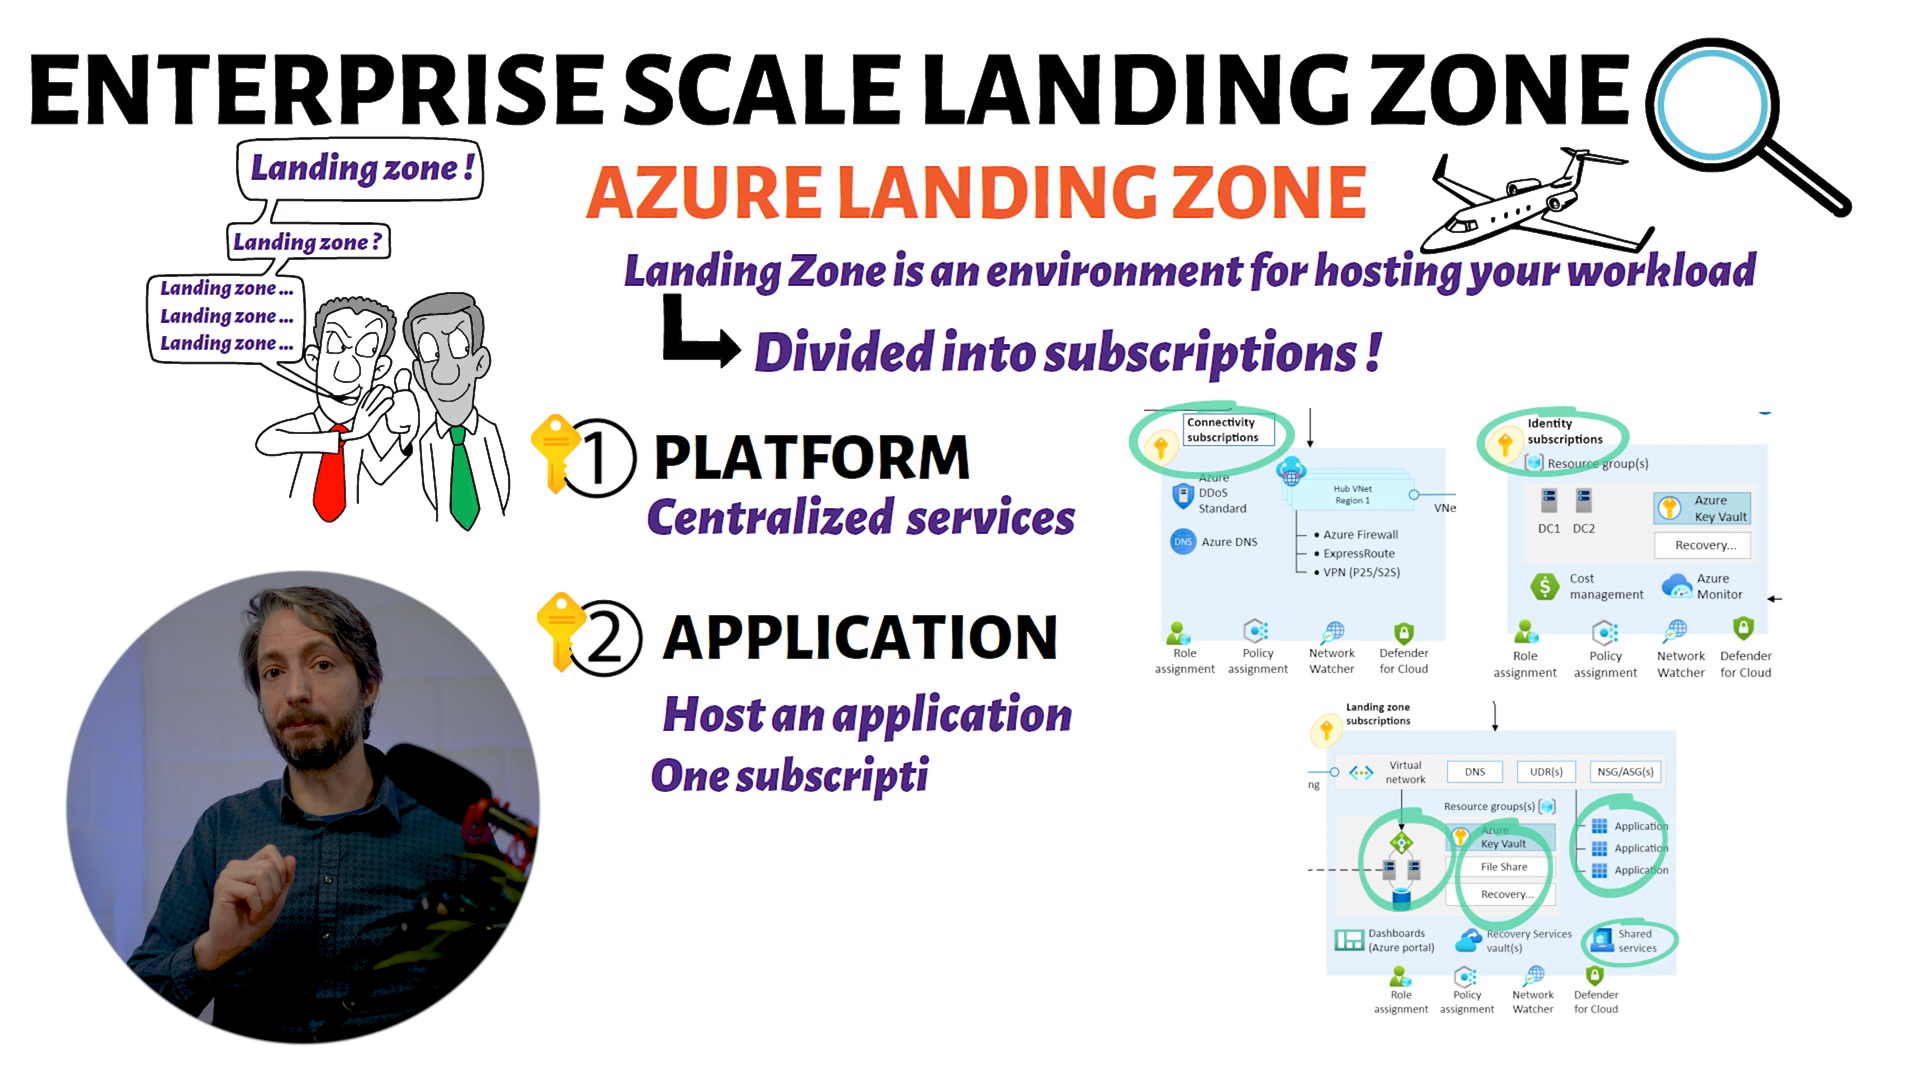 ENTERPRISE SCALE LANDING ZONE
Landing zone !
Landing zone ?
Landing zone ...
Landing zone ...
Landing zone ...
AZURE LANDING ZONE
Landing Zone is an environment for hosting your workload
Divided into subscriptions !
1 PLATFORM
Centralized services
2 APPLICATION
Host an application
One subscripti
Connectivity
subscriptions
Azure
DDoS
Standard
DNS
Azure DNS
Hub VNet
Region 1
VNe
• Azure Firewall
• ExpressRoute
• VPN (P25/S2S)
Role
assignment
Policy
assignment
Network
Watcher
Defender
for Cloud
Identity
subscriptions
Resource group(s)
DC1
DC2
Azure
Key Vault
Recovery...
Cost
management
Azure
Monitor
Role
assignment
Policy
assignment
Network
Watcher
Defender
for Cloud
Landing zone
subscriptions
ng
Virtual
network
DNS
UDR(s)
NSG/ASG(s)
Resource groups(s)
Azure
Key Vault
File Share
Recovery...
Application
Application
Application
Dashboards
(Azure portal)
Recovery Services
vault(s)
Shared
services
Role
assignment
Policy
assignment
Network
Watcher
Defender
for Cloud